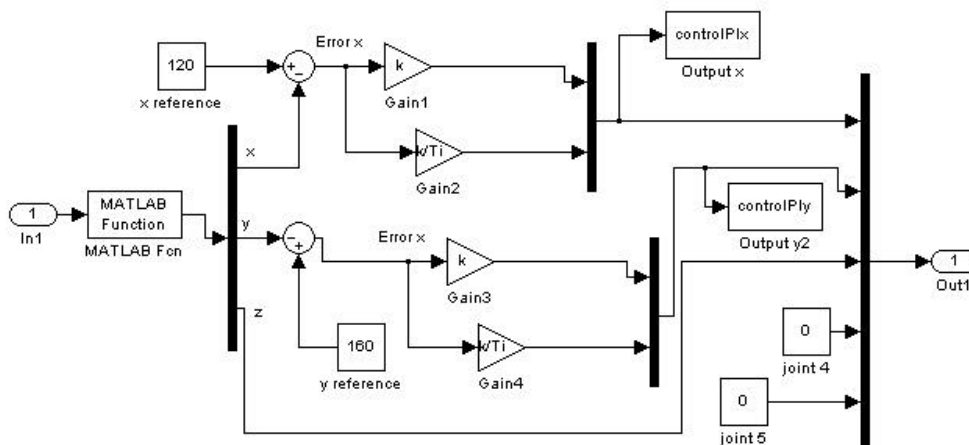 120
x reference
Error x
k
Gain1
k/Ti
Gain2
controlPIx
Output x
1
In1
MATLAB
Function
MATLAB Fcn
x
y
z
Error x
k
Gain3
k/Ti
Gain4
160
y reference
controlPIy
Output y2
0
joint 4
0
joint 5
1
Out1